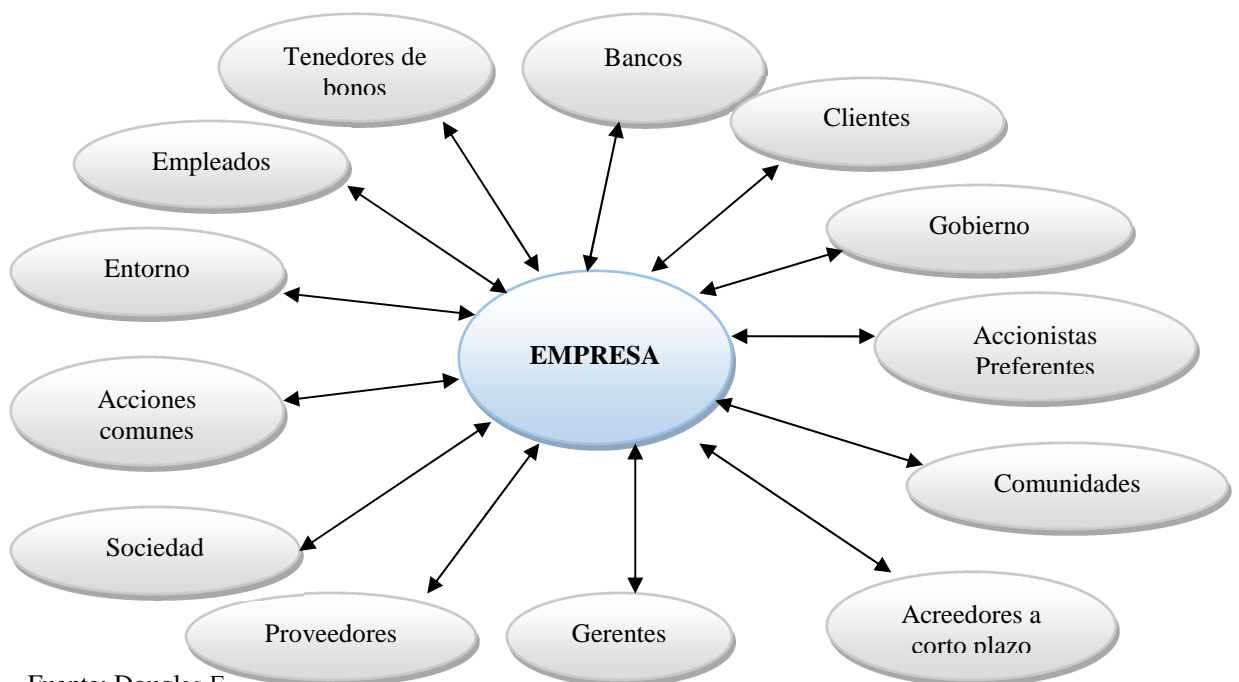 Tenedores de
bonos
Bancos
Clientes
Empleados
Gobierno
Entorno
Accionistas
Preferentes
EMPRESA
Acciones
comunes
Comunidades
Sociedad
Acreedores a
corto plazo
Proveedores
Gerentes
Fuente: Douglas E